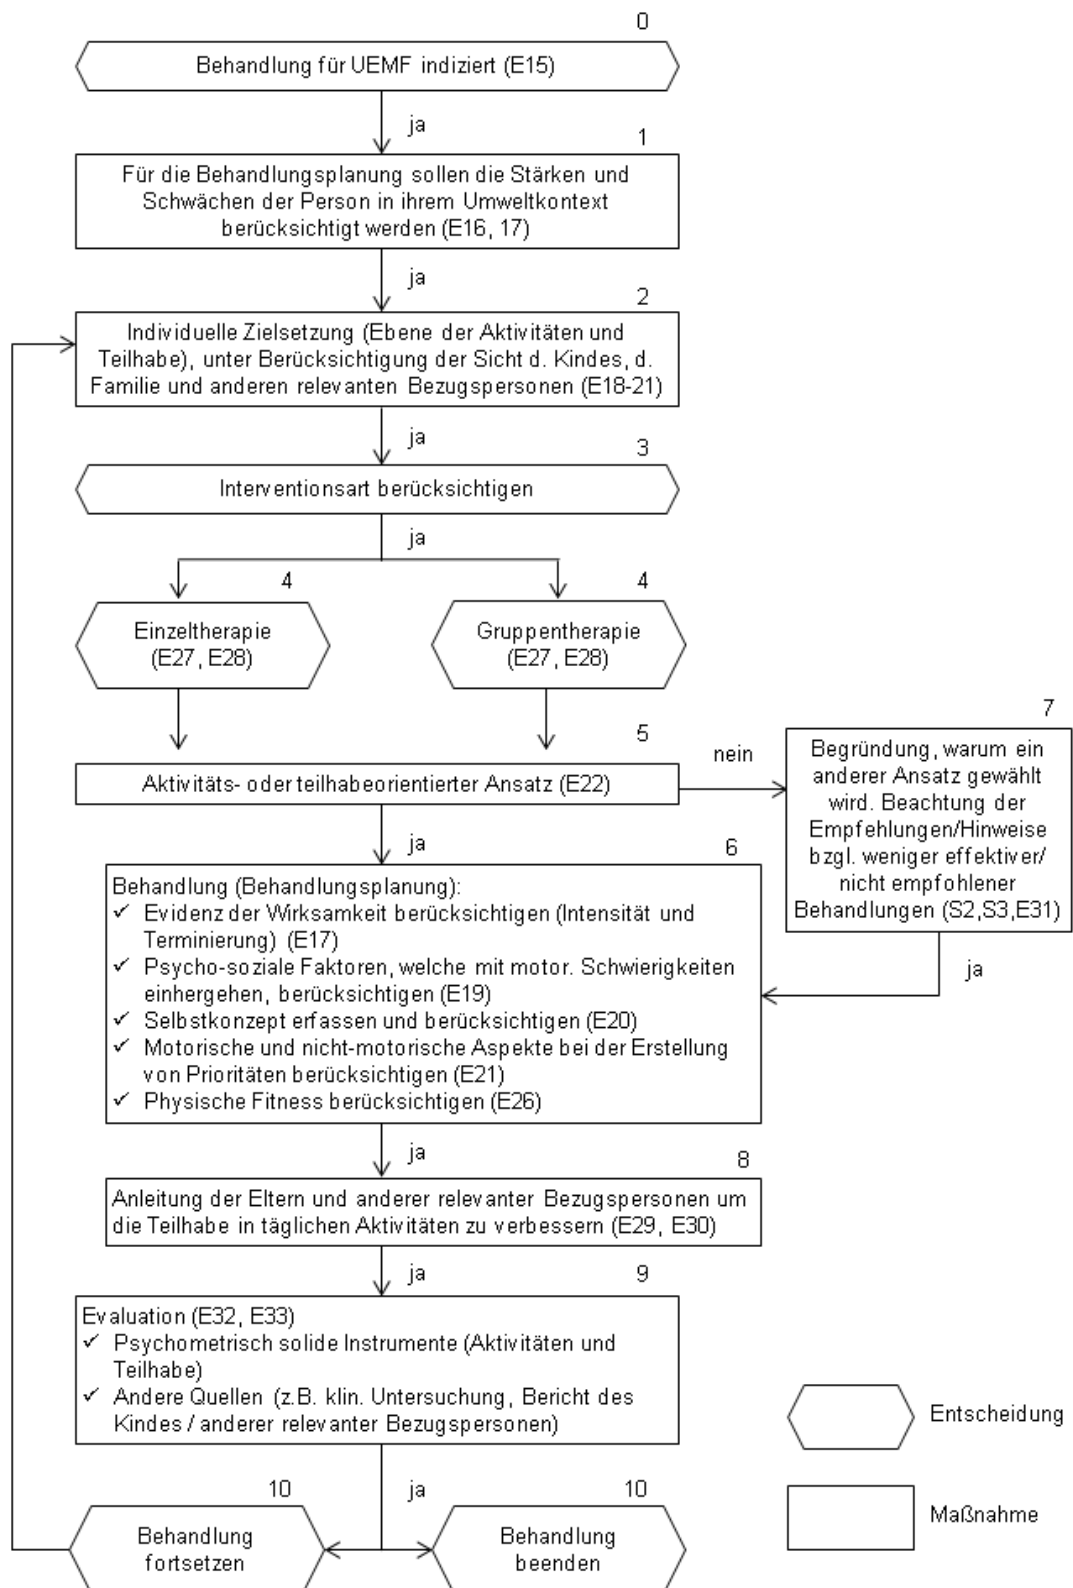 0
Behandlung für UEMF indiziert (E15)
ja
1
Für die Behandlungsplanung sollen die Stärken und
Schwächen der Person in ihrem Umweltkontext
berücksichtigt werden (E16, 17)
ja
2
Individuelle Zielsetzung (Ebene der Aktivitäten und
Teilhabe), unter Berücksichtigung der Sicht d. Kindes, d.
Familie und anderen relevanten Bezugspersonen (E18-21)
ja
3
Interventionsart berücksichtigen
ja
4
Einzeltherapie
(E27, E28)
4
Gruppentherapie
(E27, E28)
5
Aktivitäts- oder teilhabeorientierter Ansatz (E22)
nein
7
Begründung, warum ein
anderer Ansatz gewählt
wird. Beachtung der
Empfehlungen/Hinweise
bzgl. weniger effektiver/
nicht empfohlener
Behandlungen (S2,S3,E31)
ja
ja
6
Behandlung (Behandlungsplanung):
✓ Evidenz der Wirksamkeit berücksichtigen (Intensität und
Terminierung) (E17)
✓ Psycho-soziale Faktoren, welche mit motor. Schwierigkeiten
einhergehen, berücksichtigen (E19)
✓ Selbstkonzept erfassen und berücksichtigen (E20)
✓ Motorische und nicht-motorische Aspekte bei der Erstellung
von Prioritäten berücksichtigen (E21)
✓ Physische Fitness berücksichtigen (E26)
ja
8
Anleitung der Eltern und anderer relevanter Bezugspersonen um
die Teilhabe in täglichen Aktivitäten zu verbessern (E29, E30)
ja
9
Evaluation (E32, E33)
✓ Psychometrisch solide Instrumente (Aktivitäten und
Teilhabe)
✓ Andere Quellen (z.B. klin. Untersuchung, Bericht des
Kindes / anderer relevanter Bezugspersonen)
ja
10
Behandlung
fortsetzen
10
Behandlung
beenden
Entscheidung
Maßnahme